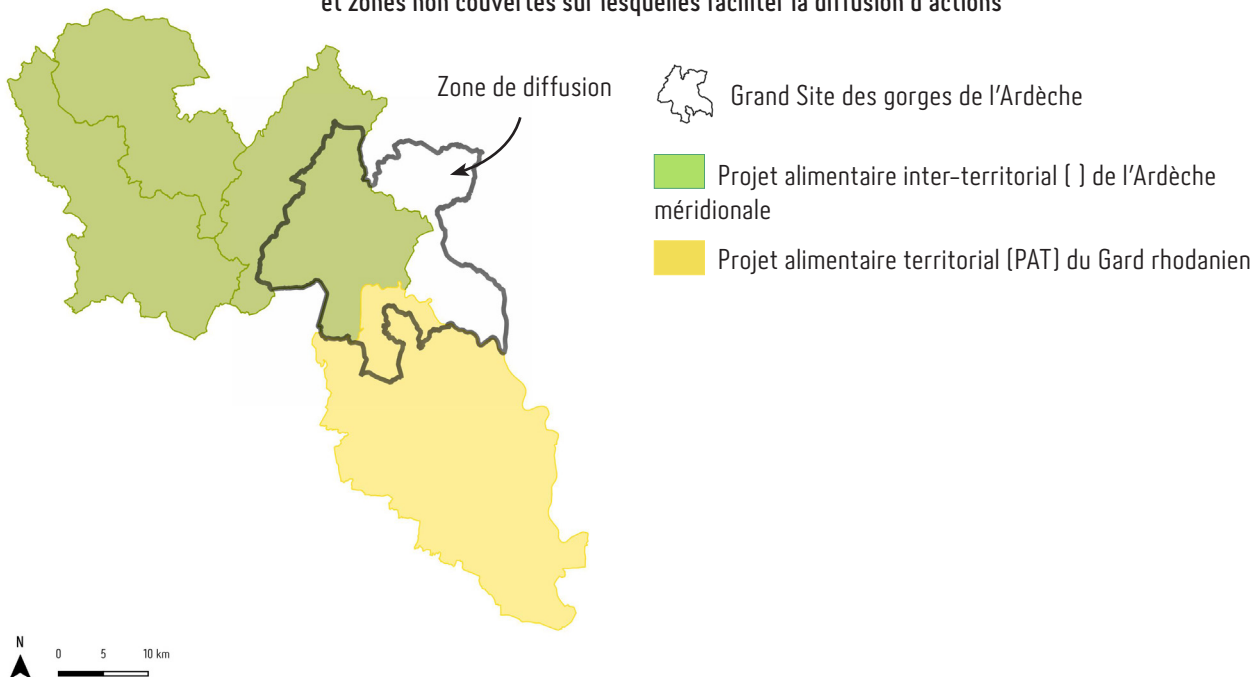 et zones non couvertes sur lesquelles faciliter la diffusion d'actions
Zone de diffusion
Grand Site des gorges de l'Ardèche
Projet alimentaire inter-territorial ( ) de l'Ardèche
méridionale
Projet alimentaire territorial (PAT) du Gard rhodanien
N
0 5 10 km